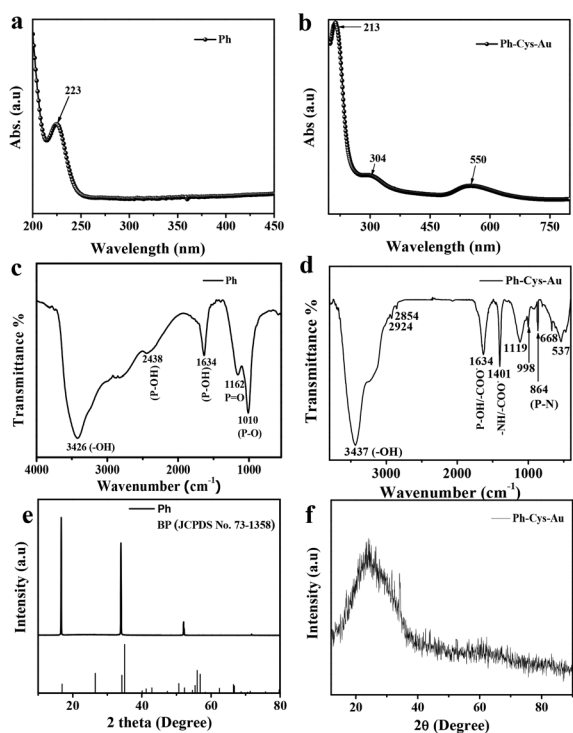 a
Ph
223
Abs. (a.u)
200 250 300 350 400 450
Wavelength (nm)
b
213
Ph-Cys-Au
304
550
Abs (a.u)
300 450 600 750
Wavelength (nm)
c
Ph
2438
(P-OH)
1634
(P-OH)
1162
P=O
1010
(P-O)
3426 (-OH)
Transmittance %
4000 3000 2000 1000
Wavenumber (cm-1)
d
Ph-Cys-Au
2854
2924
1634
P-OH/-COO-
1401
-NH/-COO-
1119
998
864
(P-N)
668
537
3437 (-OH)
Transmittance %
3000 2000 1000
Wavenumber (cm-1)
e
Ph
BP (JCPDS No. 73-1358)
Intensity (a.u)
20 40 60 80
2 theta (Degree)
f
Ph-Cys-Au
Intensity (a.u)
20 40 60 80
2θ (Degree)